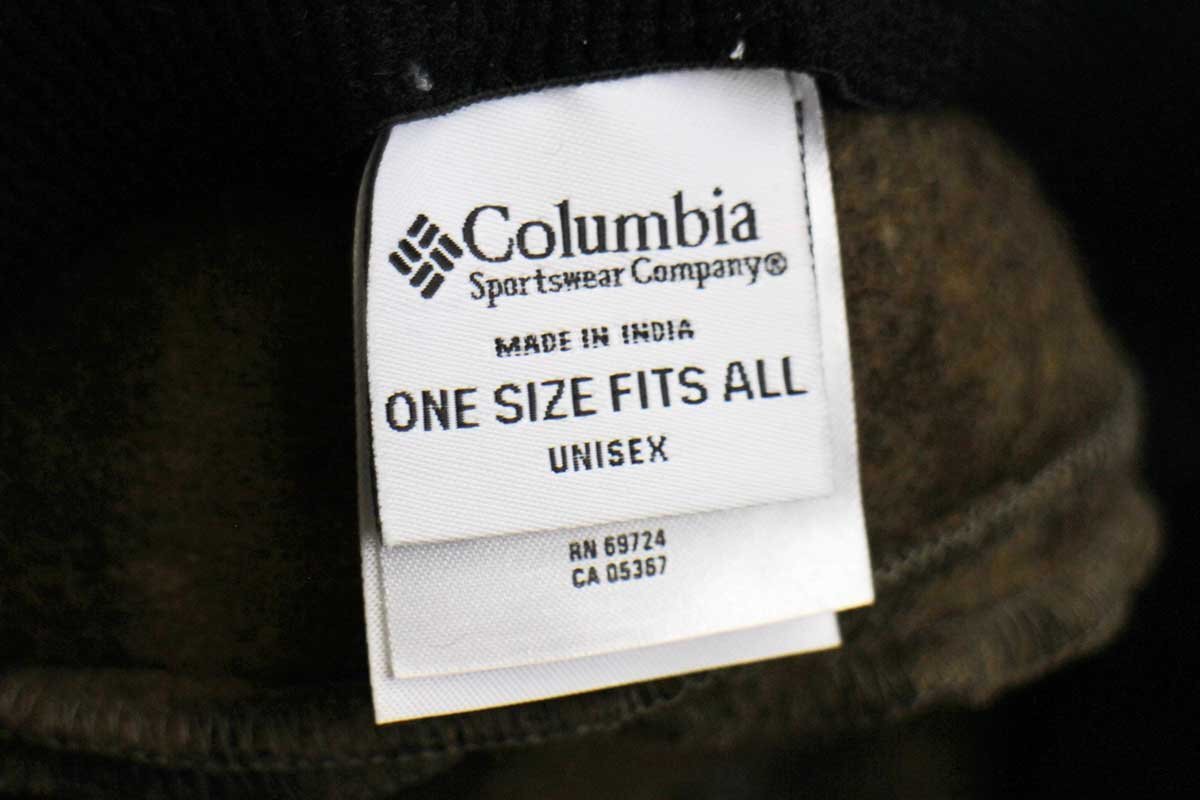 Columbia
Sportswear Company®
MADE IN INDIA
ONE SIZE FITS ALL
UNISEX
RN 69724
CA 05367